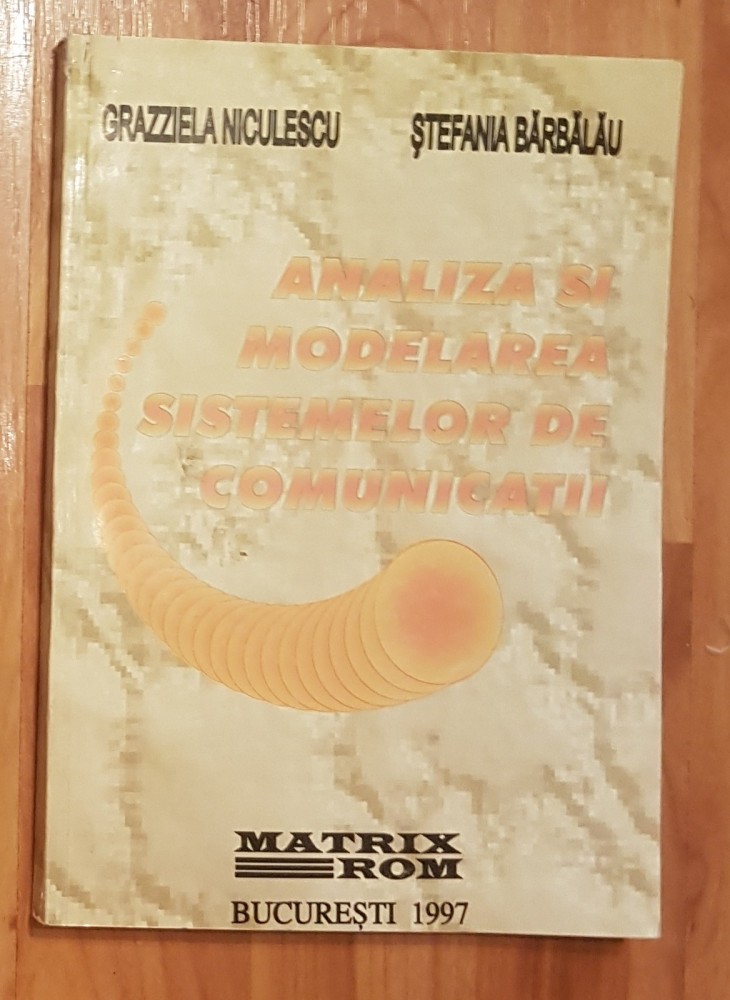 GRAZZIELA NICULESCU ŞTEFANIA BĂRBĂLĂU
ANALIZA SI
MODELAREA
SISTEMELOR DE
COMUNICATII
MATRIX
ROM
BUCUREŞTI 1997